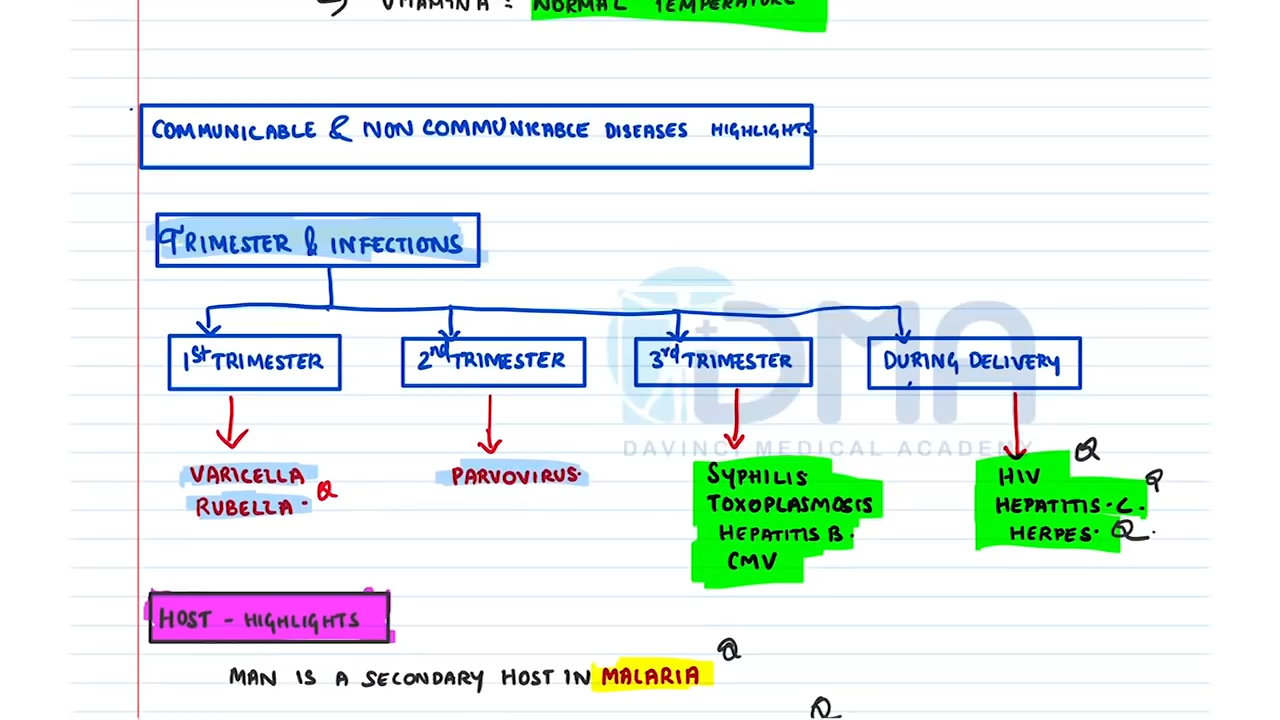 VITAMIN A : NORMAL TEMPERATURE
COMMUNICABLE & NON COMMUNICABLE DISEASES HIGHLIGHTS.
TRIMESTER & INFECTIONS
1st TRIMESTER 2nd TRIMESTER 3rd TRIMESTER DURING DELIVERY
DMA
DAVINCI MEDICAL ACADEMY
VARICELLA PARVOVIRUS. SYPHILIS HIV Q
RUBELLA. Q TOXOPLASMOSIS HEPATITIS. C. Q
HEPATITIS B. HERPES. Q.
CMV
HOST - HIGHLIGHTS
MAN IS A SECONDARY HOST IN MALARIA Q
Q